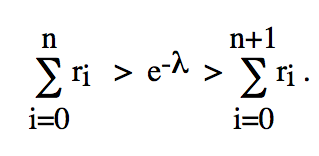 n n+1
∑ rᵢ > e^-λ > ∑ rᵢ .
i=0 i=0